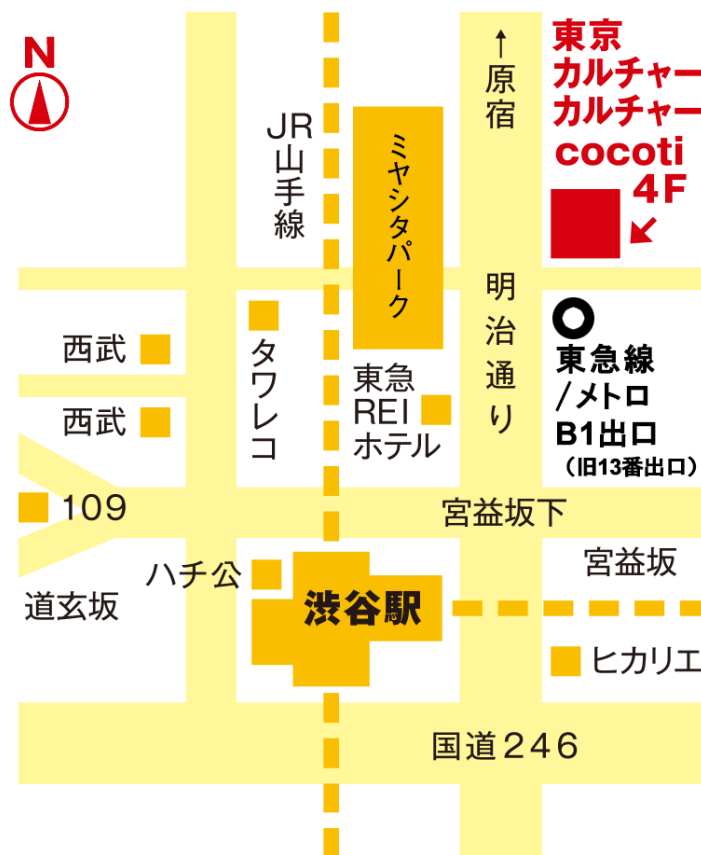 N
東京
カルチャー
カルチャー
cocoti
4F
↑原宿
JR
山手線
ミヤシタパーク
明治通り
西武
西武
タワレコ
東急
REI
ホテル
東急線
/メトロ
B1出口
(旧13番出口)
109
宮益坂下
宮益坂
ハチ公
道玄坂
渋谷駅
ヒカリエ
国道246